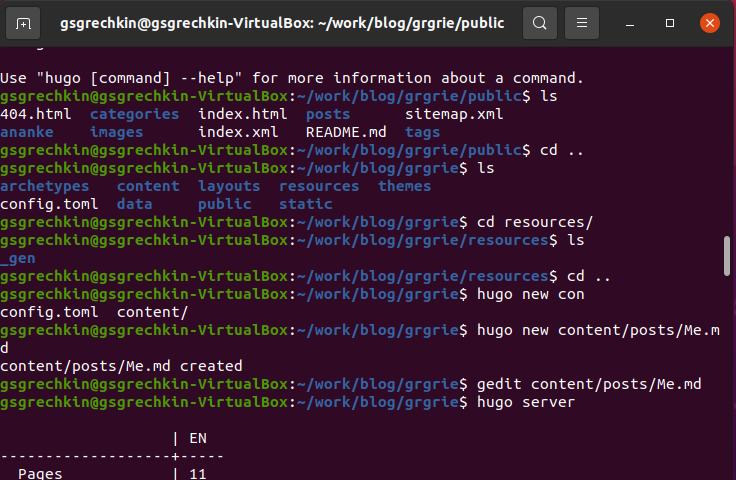 gsgrechkin@gsgrechkin-VirtualBox: ~/work/blog/grgrie/public
Use "hugo [command] --help" for more information about a command.
gsgrechkin@gsgrechkin-VirtualBox:~/work/blog/grgrie/public$ ls
404.html  categories  index.html  posts      sitemap.xml
ananke    images      index.xml   README.md  tags
gsgrechkin@gsgrechkin-VirtualBox:~/work/blog/grgrie/public$ cd ..
gsgrechkin@gsgrechkin-VirtualBox:~/work/blog/grgrie$ ls
archetypes   content  layouts  resources  themes
config.toml  data     public   static
gsgrechkin@gsgrechkin-VirtualBox:~/work/blog/grgrie$ cd resources/
gsgrechkin@gsgrechkin-VirtualBox:~/work/blog/grgrie/resources$ ls
_gen
gsgrechkin@gsgrechkin-VirtualBox:~/work/blog/grgrie/resources$ cd ..
gsgrechkin@gsgrechkin-VirtualBox:~/work/blog/grgrie$ hugo new con
config.toml  content/
gsgrechkin@gsgrechkin-VirtualBox:~/work/blog/grgrie$ hugo new content/posts/Me.m
d
content/posts/Me.md created
gsgrechkin@gsgrechkin-VirtualBox:~/work/blog/grgrie$ gedit content/posts/Me.md
gsgrechkin@gsgrechkin-VirtualBox:~/work/blog/grgrie$ hugo server
                   | EN
-------------------+-----
  Pages            | 11